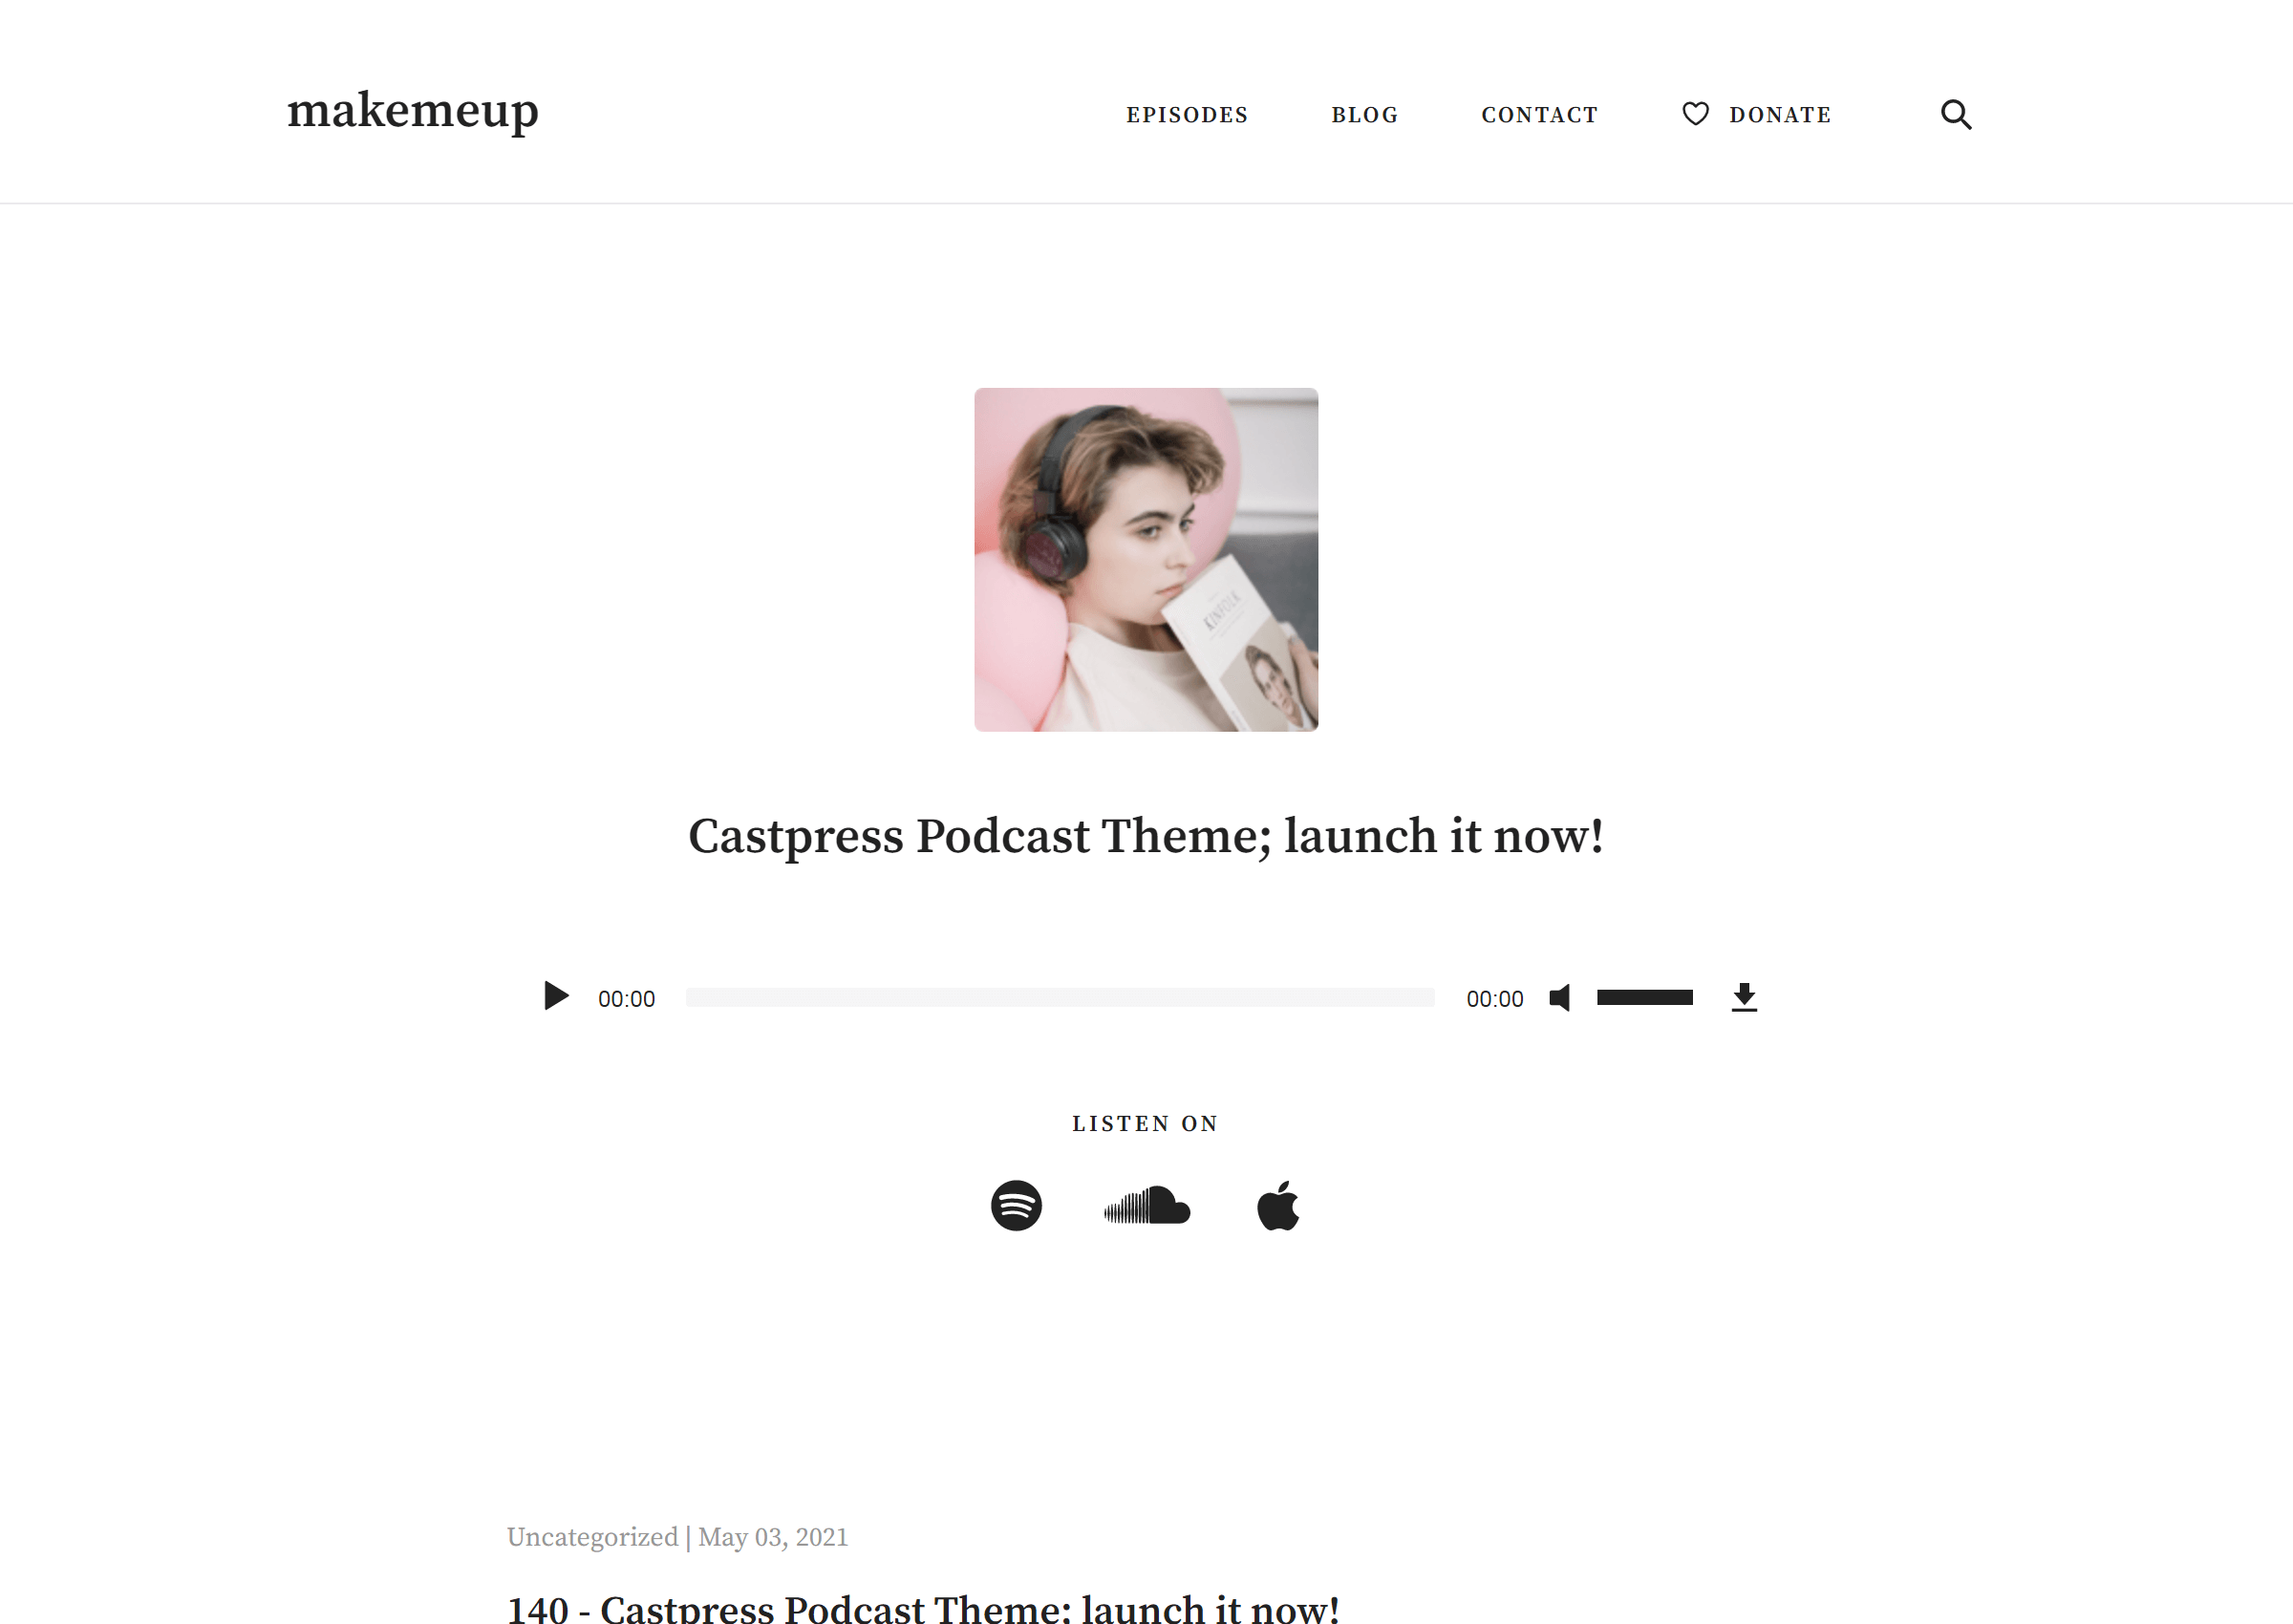 makemeup
EPISODES BLOG CONTACT DONATE
KINFOLK
Castpress Podcast Theme; launch it now!
00:00 00:00
LISTEN ON
Uncategorized | May 03, 2021
140 - Castpress Podcast Theme; launch it now!